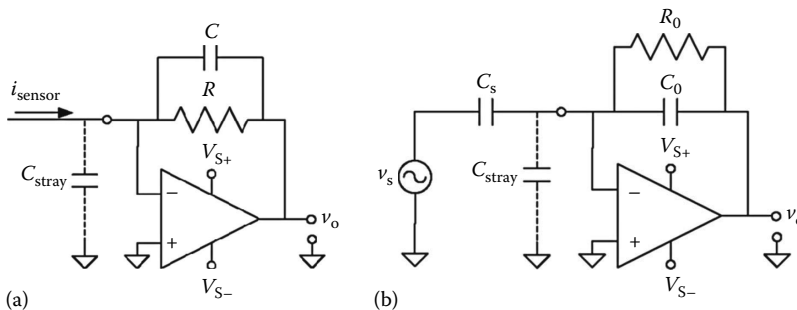 C
R
i_sensor
C_stray
V_S+
−
+
v_o
V_S−
(a)
R_0
C_s
C_0
v_s
C_stray
V_S+
−
+
V_S−
(b)